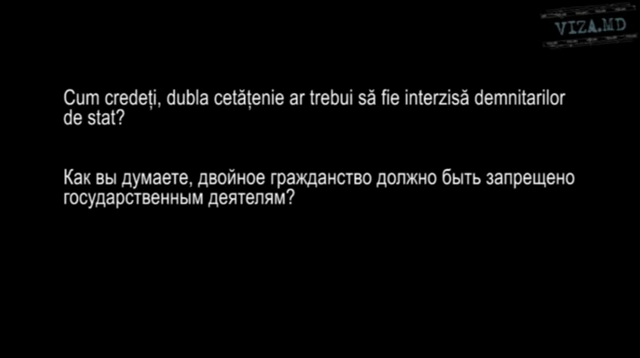 VIZA.MD
Cum credeți, dubla cetățenie ar trebui să fie interzisă demnitarilor
de stat?
Как вы думаете, двойное гражданство должно быть запрещено
государственным деятелям?